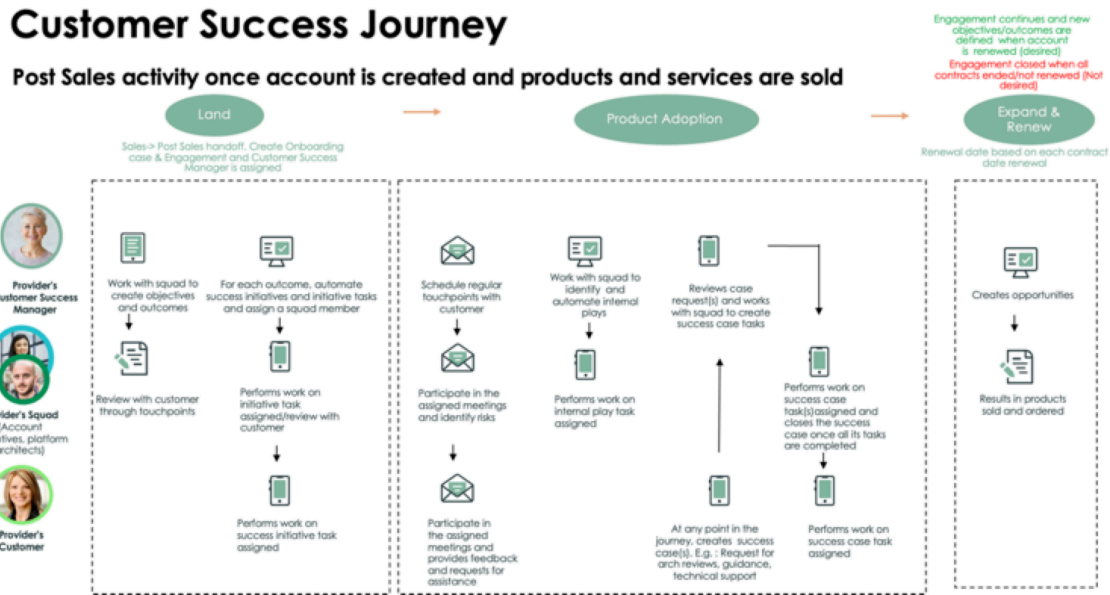 Customer Success Journey
Engagement continues and new
objectives/outcomes are
defined when account
is renewed (desired)
Engagement closed when all
contracts ended/not renewed (Not
desired)
Post Sales activity once account is created and products and services are sold
Land
Product Adoption
Expand &
Renew
Sales-> Post Sales handoff, Create Onboarding
case & Engagement and Customer Success
Manager is assigned
Renewal date based on each contract
date renewal
Provider's
ustomer Success
Manager
Work with squad to
create objectives
and outcomes
For each outcome, automate
success initiatives and initiative tasks
and assign a squad member
Schedule regular
touchpoints with
customer
Work with squad to
identify and
automate internal
plays
Reviews case
request(s) and works
with squad to create
success case tasks
Creates opportunities
vider's Squad
(Account
tives, platform
rchitects)
Review with customer
through touchpoints
Performs work on
initiative task
assigned/review with
customer
Participate in the
assigned meetings
and identify risks
Performs work on
internal play task
assigned
Performs work on
success case
task(s)assigned and
closes the success
case once all its tasks
are completed
Results in products
sold and ordered
Provider's
Customer
Performs work on
success initiative task
assigned
Participate in
the assigned
meetings and
provides feedback
and requests for
assistance
At any point in the
journey, creates success
case(s). E.g. : Request for
arch reviews, guidance,
technical support
Performs work on
success case task
assigned